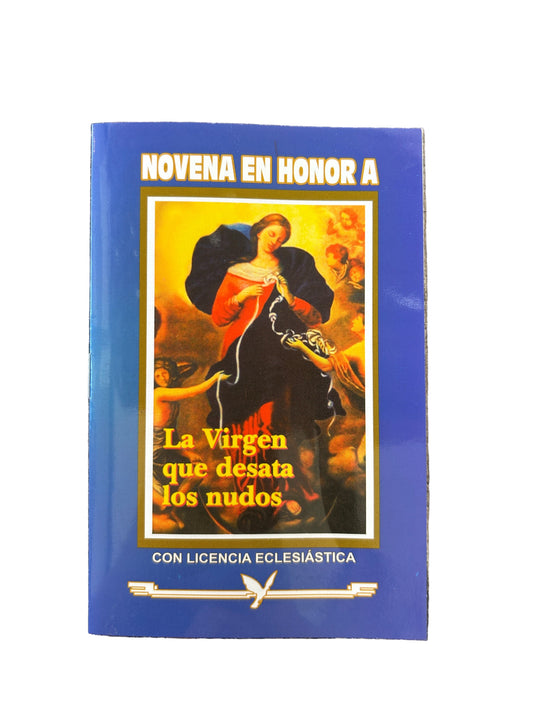 NOVENA EN HONOR A
La Virgen
que desata
los nudos
CON LICENCIA ECLESIÁSTICA